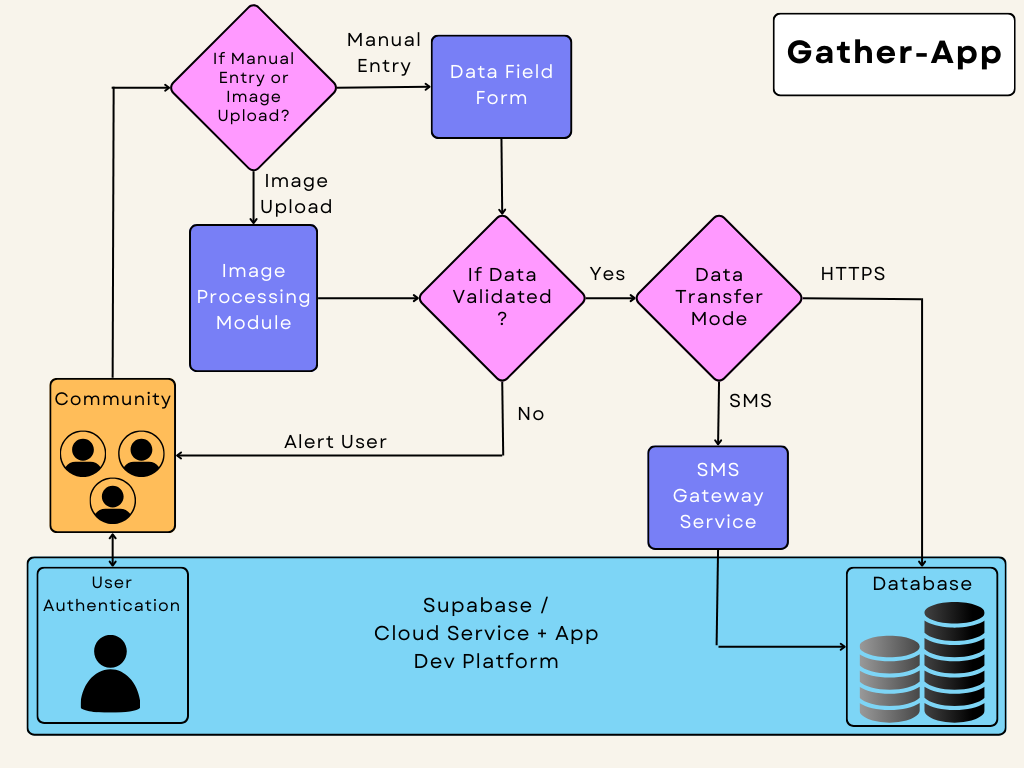 Gather-App
If Manual
Entry or
Image
Upload?
Manual
Entry
Data Field
Form
Image
Upload
Image
Processing
Module
If Data
Validated
?
Yes
Data
Transfer
Mode
HTTPS
No
SMS
Alert User
Community
SMS
Gateway
Service
User
Authentication
Supabase /
Cloud Service + App
Dev Platform
Database